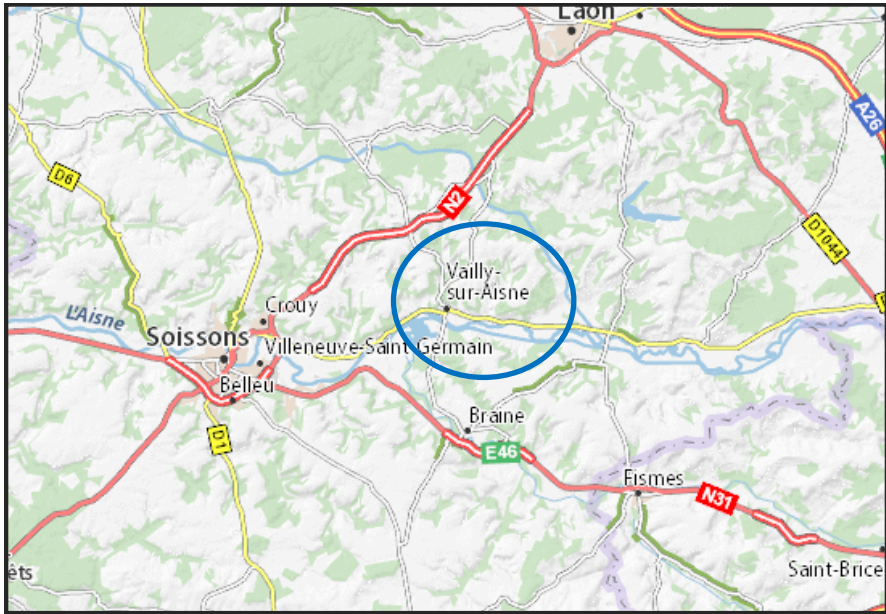 Laon
A26
D6
N2
D1044
Vailly-
sur-Aisne
L'Aisne
Crouy
Soissons
Villeneuve-Saint-Germain
Belleu
Braine
D1
E46
Fismes
N31
Saint-Brice
êts